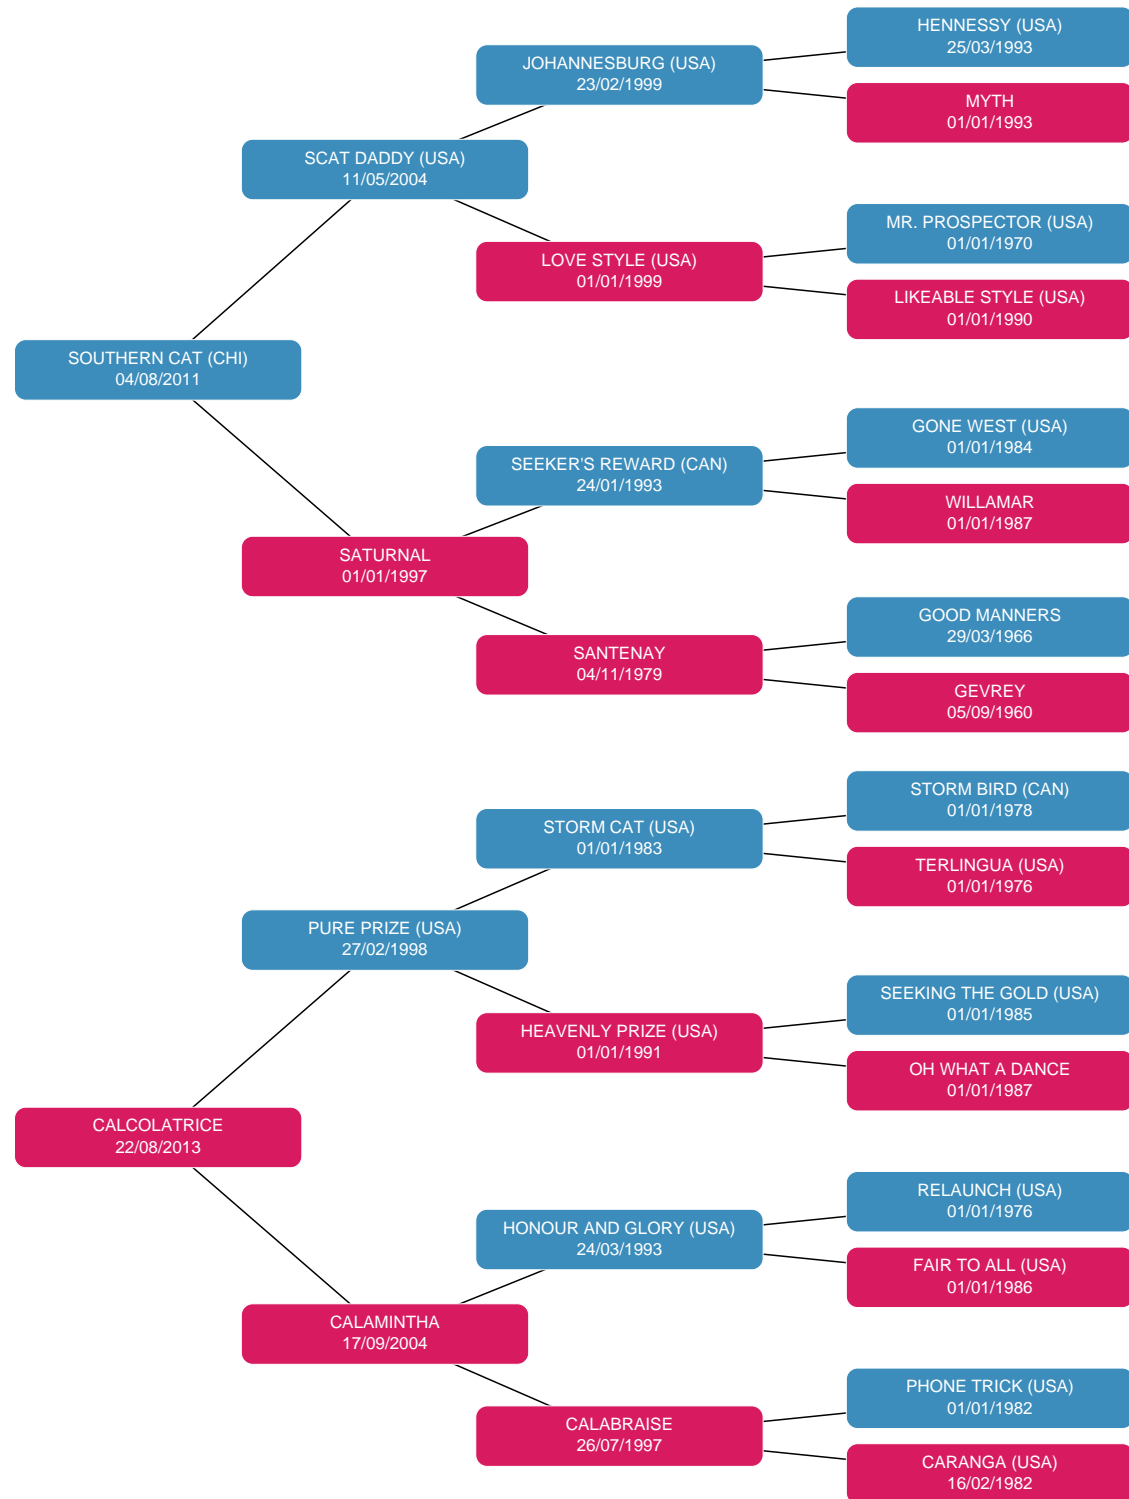 HENNESSY (USA)
25/03/1993
JOHANNESBURG (USA)
23/02/1999
MYTH
01/01/1993
SCAT DADDY (USA)
11/05/2004
MR. PROSPECTOR (USA)
01/01/1970
LOVE STYLE (USA)
01/01/1999
LIKEABLE STYLE (USA)
01/01/1990
SOUTHERN CAT (CHI)
04/08/2011
GONE WEST (USA)
01/01/1984
SEEKER'S REWARD (CAN)
24/01/1993
WILLAMAR
01/01/1987
SATURNAL
01/01/1997
GOOD MANNERS
29/03/1966
SANTENAY
04/11/1979
GEVREY
05/09/1960
STORM BIRD (CAN)
01/01/1978
STORM CAT (USA)
01/01/1983
TERLINGUA (USA)
01/01/1976
PURE PRIZE (USA)
27/02/1998
SEEKING THE GOLD (USA)
01/01/1985
HEAVENLY PRIZE (USA)
01/01/1991
OH WHAT A DANCE
01/01/1987
CALCOLATRICE
22/08/2013
RELAUNCH (USA)
01/01/1976
HONOUR AND GLORY (USA)
24/03/1993
FAIR TO ALL (USA)
01/01/1986
CALAMINTHA
17/09/2004
PHONE TRICK (USA)
01/01/1982
CALABRAISE
26/07/1997
CARANGA (USA)
16/02/1982